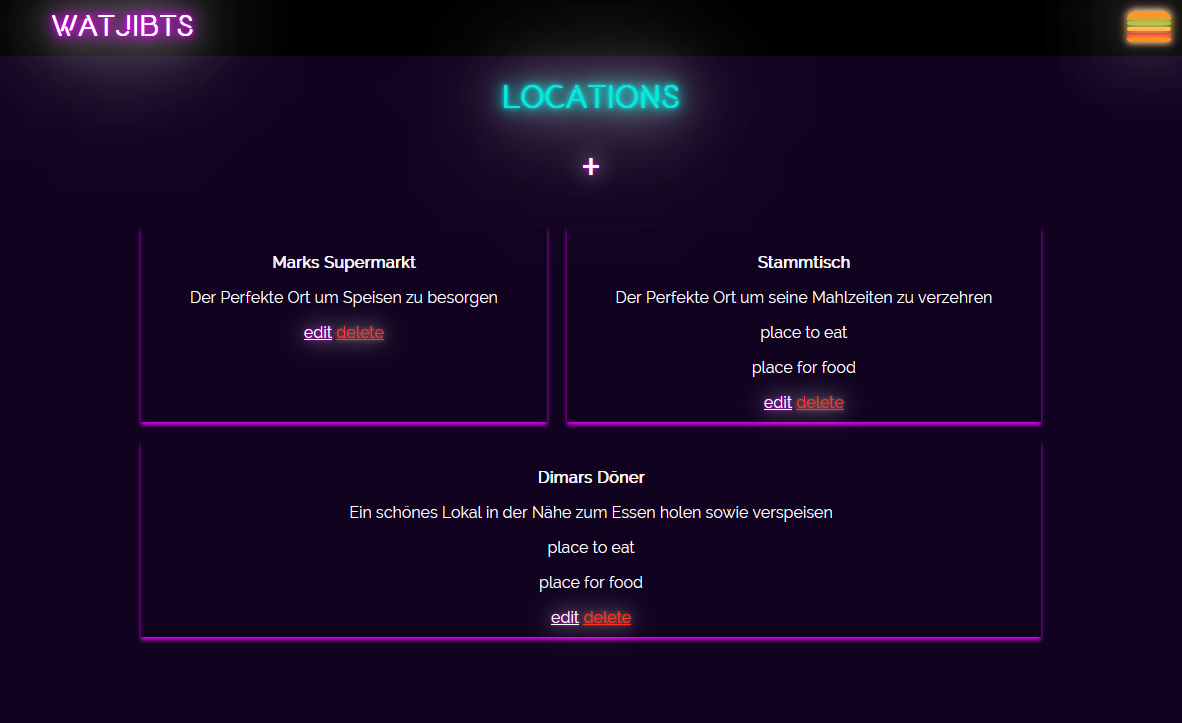 WATJIBTS
LOCATIONS
+
Marks Supermarkt
Der Perfekte Ort um Speisen zu besorgen
edit delete
Stammtisch
Der Perfekte Ort um seine Mahlzeiten zu verzehren
place to eat
place for food
edit delete
Dimars Döner
Ein schönes Lokal in der Nähe zum Essen holen sowie verspeisen
place to eat
place for food
edit delete